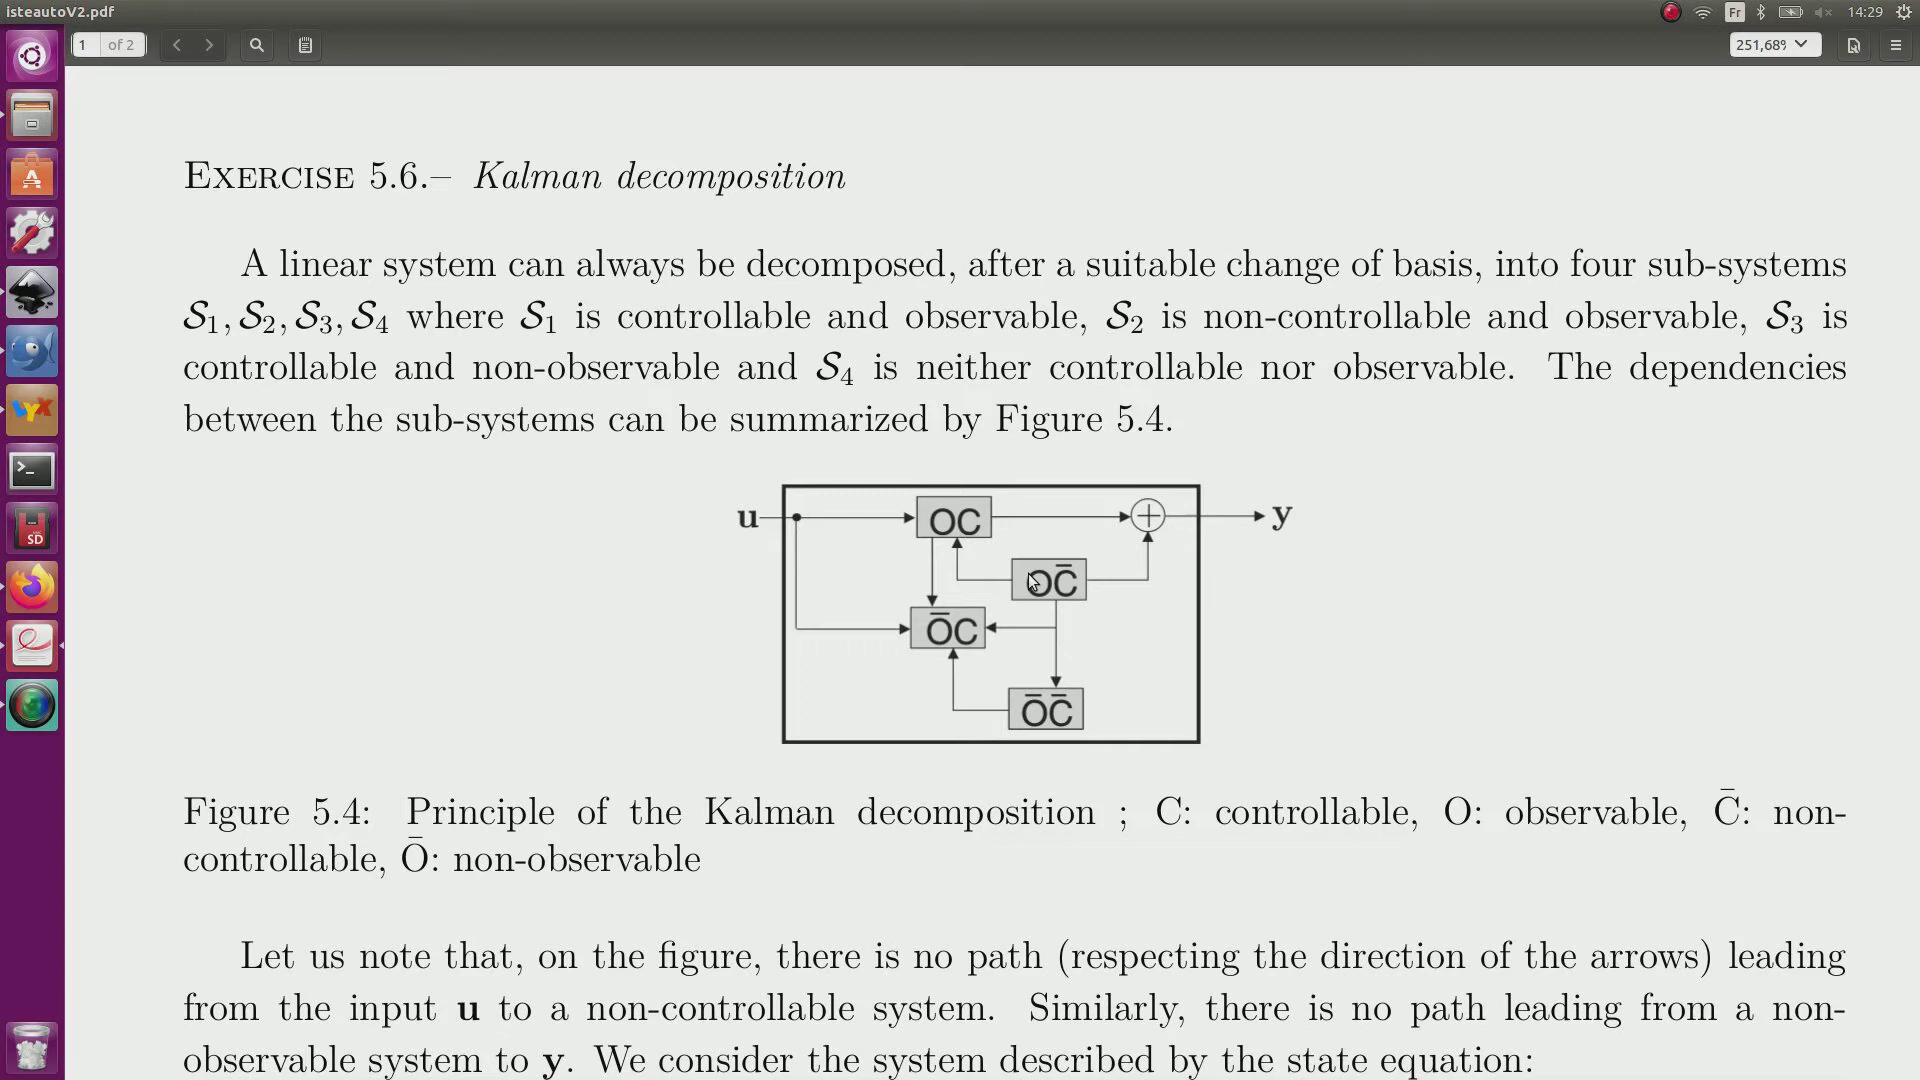 isteautoV2.pdf
Fr
14:29
1 of 2
251,68%
EXERCISE 5.6.– Kalman decomposition
A linear system can always be decomposed, after a suitable change of basis, into four sub-systems
𝒮₁, 𝒮₂, 𝒮₃, 𝒮₄ where 𝒮₁ is controllable and observable, 𝒮₂ is non-controllable and observable, 𝒮₃ is
controllable and non-observable and 𝒮₄ is neither controllable nor observable. The dependencies
between the sub-systems can be summarized by Figure 5.4.
u OC + y
OC̄
ŌC
ŌC̄
Figure 5.4: Principle of the Kalman decomposition ; C: controllable, O: observable, C̄: non-
controllable, Ō: non-observable
Let us note that, on the figure, there is no path (respecting the direction of the arrows) leading
from the input u to a non-controllable system. Similarly, there is no path leading from a non-
observable system to y. We consider the system described by the state equation:
A
LYX
>_
SD